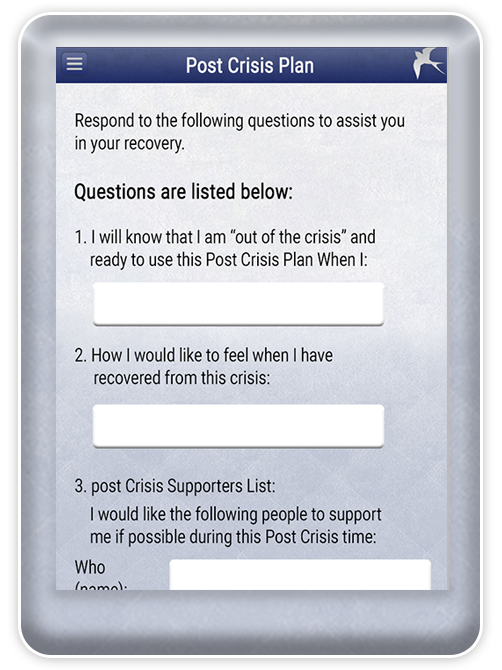 Post Crisis Plan
Respond to the following questions to assist you
in your recovery.
Questions are listed below:
1. I will know that I am “out of the crisis” and
ready to use this Post Crisis Plan When I:
2. How I would like to feel when I have
recovered from this crisis:
3. post Crisis Supporters List:
I would like the following people to support
me if possible during this Post Crisis time:
Who
(name):